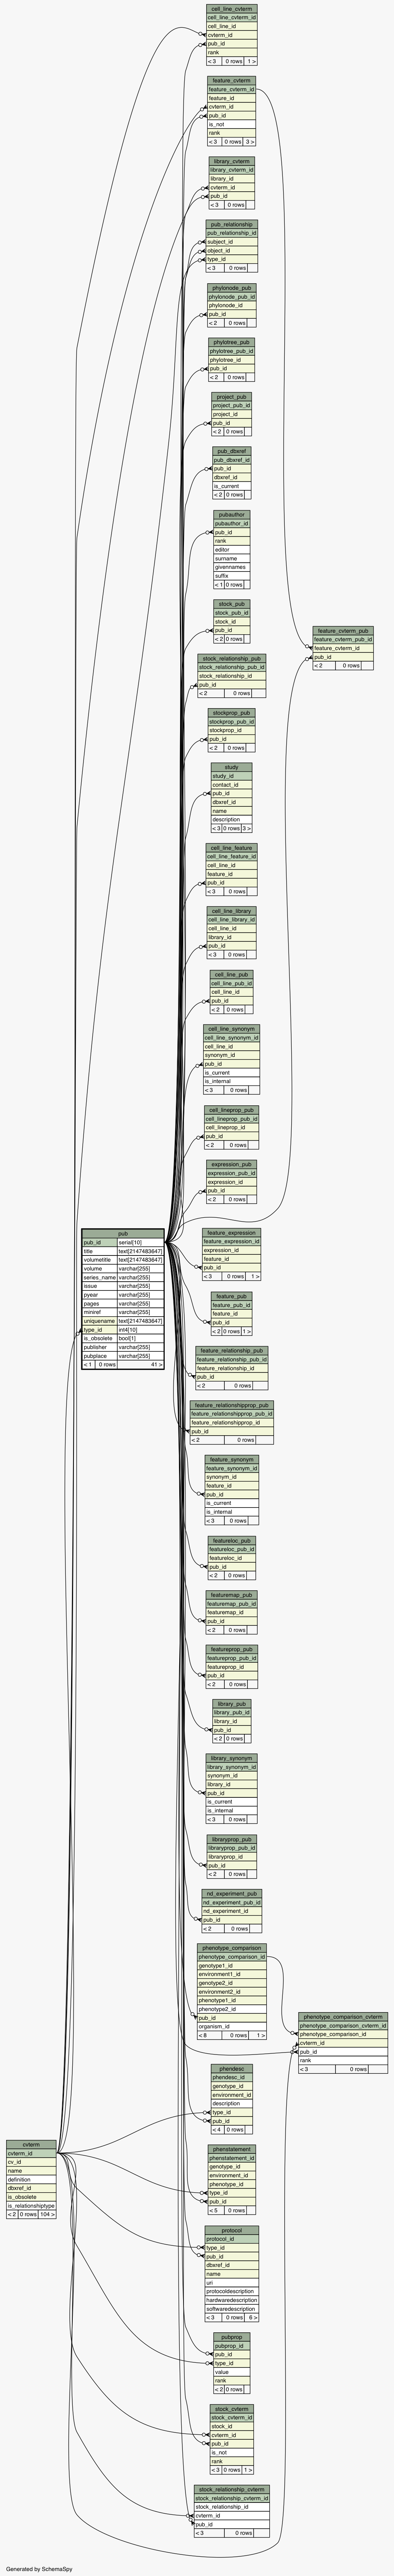 cell_line_cvterm
cell_line_cvterm_id
cell_line_id
cvterm_id
pub_id
rank
< 3 0 rows 1 >
feature_cvterm
feature_cvterm_id
feature_id
cvterm_id
pub_id
is_not
rank
< 3 0 rows 3 >
library_cvterm
library_cvterm_id
library_id
cvterm_id
pub_id
< 3 0 rows
pub_relationship
pub_relationship_id
subject_id
object_id
type_id
< 3 0 rows
phylonode_pub
phylonode_pub_id
phylonode_id
pub_id
< 2 0 rows
phylotree_pub
phylotree_pub_id
phylotree_id
pub_id
< 2 0 rows
project_pub
project_pub_id
project_id
pub_id
< 2 0 rows
pub_dbxref
pub_dbxref_id
pub_id
dbxref_id
is_current
< 2 0 rows
pubauthor
pubauthor_id
pub_id
rank
editor
surname
givennames
suffix
< 1 0 rows
stock_pub
stock_pub_id
stock_id
pub_id
< 2 0 rows
feature_cvterm_pub
feature_cvterm_pub_id
feature_cvterm_id
pub_id
< 2 0 rows
stock_relationship_pub
stock_relationship_pub_id
stock_relationship_id
pub_id
< 2 0 rows
stockprop_pub
stockprop_pub_id
stockprop_id
pub_id
< 2 0 rows
study
study_id
contact_id
pub_id
dbxref_id
name
description
< 3 0 rows 3 >
cell_line_feature
cell_line_feature_id
cell_line_id
feature_id
pub_id
< 3 0 rows
cell_line_library
cell_line_library_id
cell_line_id
library_id
pub_id
< 3 0 rows
cell_line_pub
cell_line_pub_id
cell_line_id
pub_id
< 2 0 rows
cell_line_synonym
cell_line_synonym_id
cell_line_id
synonym_id
pub_id
is_current
is_internal
< 3 0 rows
cell_lineprop_pub
cell_lineprop_pub_id
cell_lineprop_id
pub_id
< 2 0 rows
expression_pub
expression_pub_id
expression_id
pub_id
< 2 0 rows
pub
pub_id serial[10]
title text[2147483647]
volumetitle text[2147483647]
volume varchar[255]
series_name varchar[255]
issue varchar[255]
pyear varchar[255]
pages varchar[255]
miniref varchar[255]
uniquename text[2147483647]
type_id int4[10]
is_obsolete bool[1]
publisher varchar[255]
pubplace varchar[255]
< 1 0 rows 41 >
feature_expression
feature_expression_id
expression_id
feature_id
pub_id
< 3 0 rows 1 >
feature_pub
feature_pub_id
feature_id
pub_id
< 2 0 rows 1 >
feature_relationship_pub
feature_relationship_pub_id
feature_relationship_id
pub_id
< 2 0 rows
feature_relationshipprop_pub
feature_relationshipprop_pub_id
feature_relationshipprop_id
pub_id
< 2 0 rows
feature_synonym
feature_synonym_id
synonym_id
feature_id
pub_id
is_current
is_internal
< 3 0 rows
featureloc_pub
featureloc_pub_id
featureloc_id
pub_id
< 2 0 rows
featuremap_pub
featuremap_pub_id
featuremap_id
pub_id
< 2 0 rows
featureprop_pub
featureprop_pub_id
featureprop_id
pub_id
< 2 0 rows
library_pub
library_pub_id
library_id
pub_id
< 2 0 rows
library_synonym
library_synonym_id
synonym_id
library_id
pub_id
is_current
is_internal
< 3 0 rows
libraryprop_pub
libraryprop_pub_id
libraryprop_id
pub_id
< 2 0 rows
nd_experiment_pub
nd_experiment_pub_id
nd_experiment_id
pub_id
< 2 0 rows
phenotype_comparison
phenotype_comparison_id
genotype1_id
environment1_id
genotype2_id
environment2_id
phenotype1_id
phenotype2_id
pub_id
organism_id
< 8 0 rows 1 >
phenotype_comparison_cvterm
phenotype_comparison_cvterm_id
phenotype_comparison_id
cvterm_id
pub_id
rank
< 3 0 rows
phendesc
phendesc_id
genotype_id
environment_id
description
type_id
pub_id
< 4 0 rows
cvterm
cvterm_id
cv_id
name
definition
dbxref_id
is_obsolete
is_relationshiptype
< 2 0 rows 104 >
phenstatement
phenstatement_id
genotype_id
environment_id
phenotype_id
type_id
pub_id
< 5 0 rows
protocol
protocol_id
type_id
pub_id
dbxref_id
name
uri
protocoldescription
hardwaredescription
softwaredescription
< 3 0 rows 6 >
pubprop
pubprop_id
pub_id
type_id
value
rank
< 2 0 rows
stock_cvterm
stock_cvterm_id
stock_id
cvterm_id
pub_id
is_not
rank
< 3 0 rows 1 >
stock_relationship_cvterm
stock_relationship_cvterm_id
stock_relationship_id
cvterm_id
pub_id
< 3 0 rows
Generated by SchemaSpy